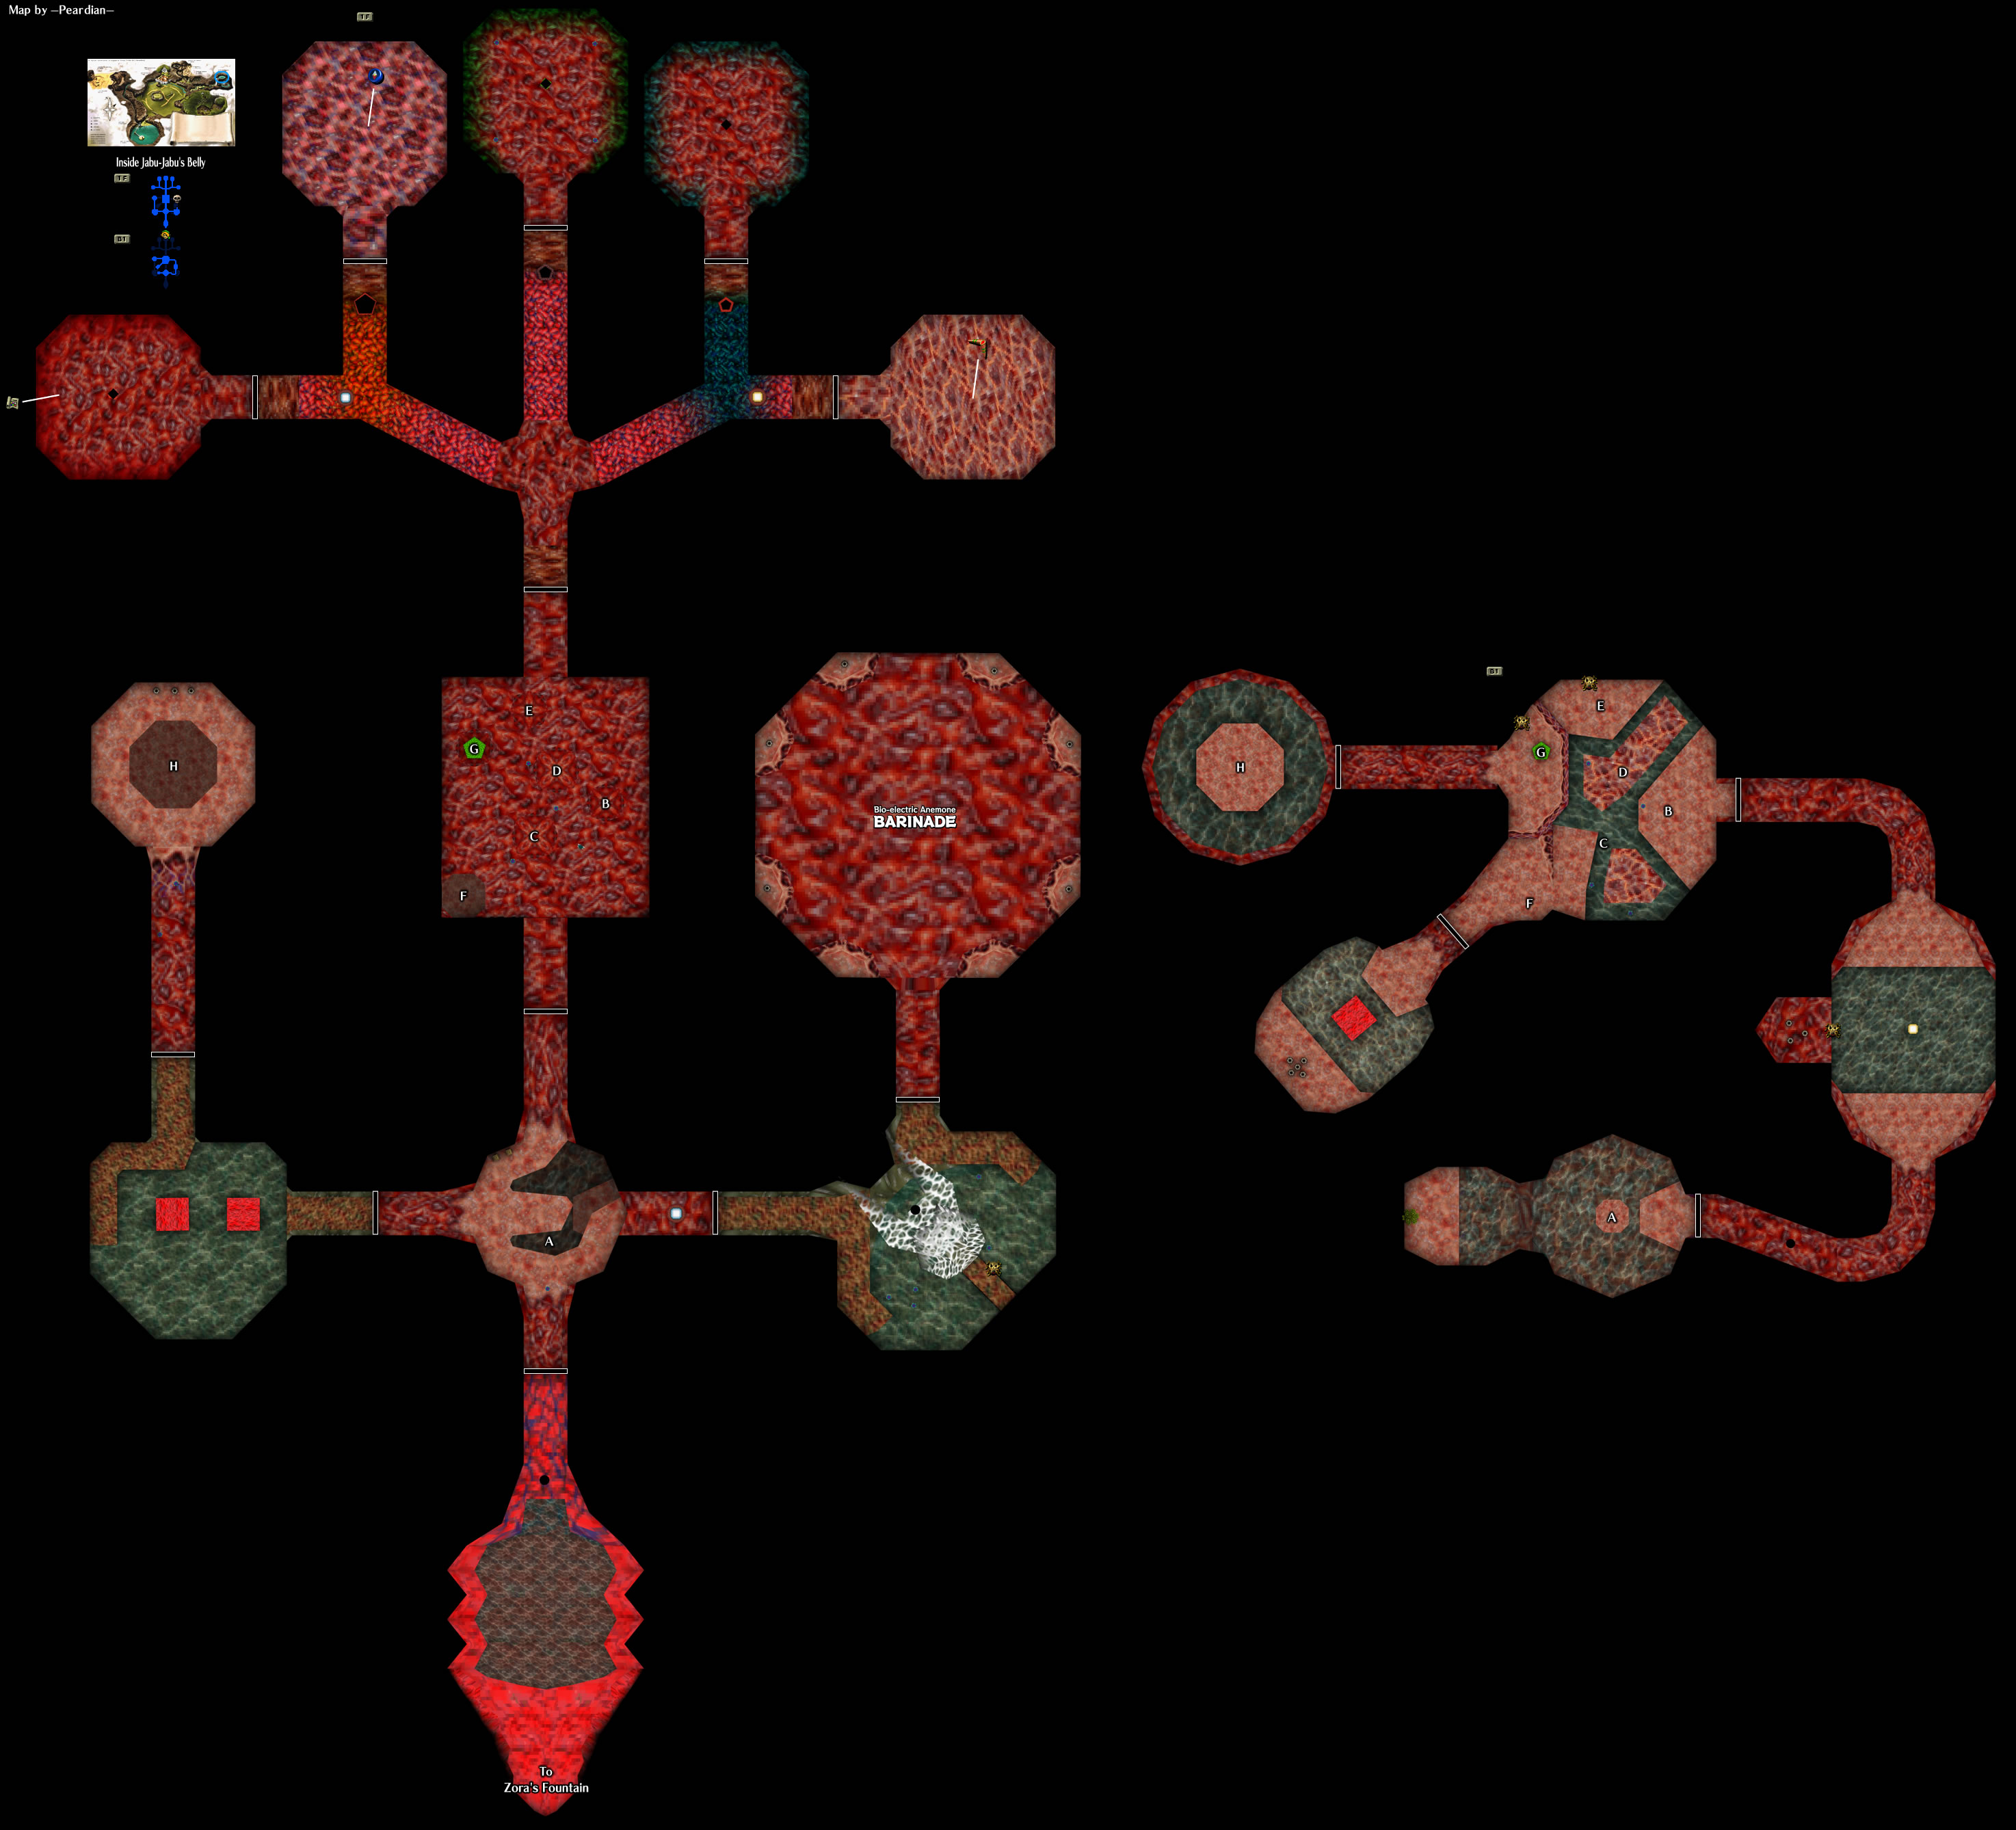 Map by —Peardian—
1F
Inside Jabu-Jabu's Belly
1F
B1
E
G
D
B
C
F
H
Bio-electric Anemone
BARINADE
A
To
Zora's Fountain
B1
E
G
D
H
B
C
F
A